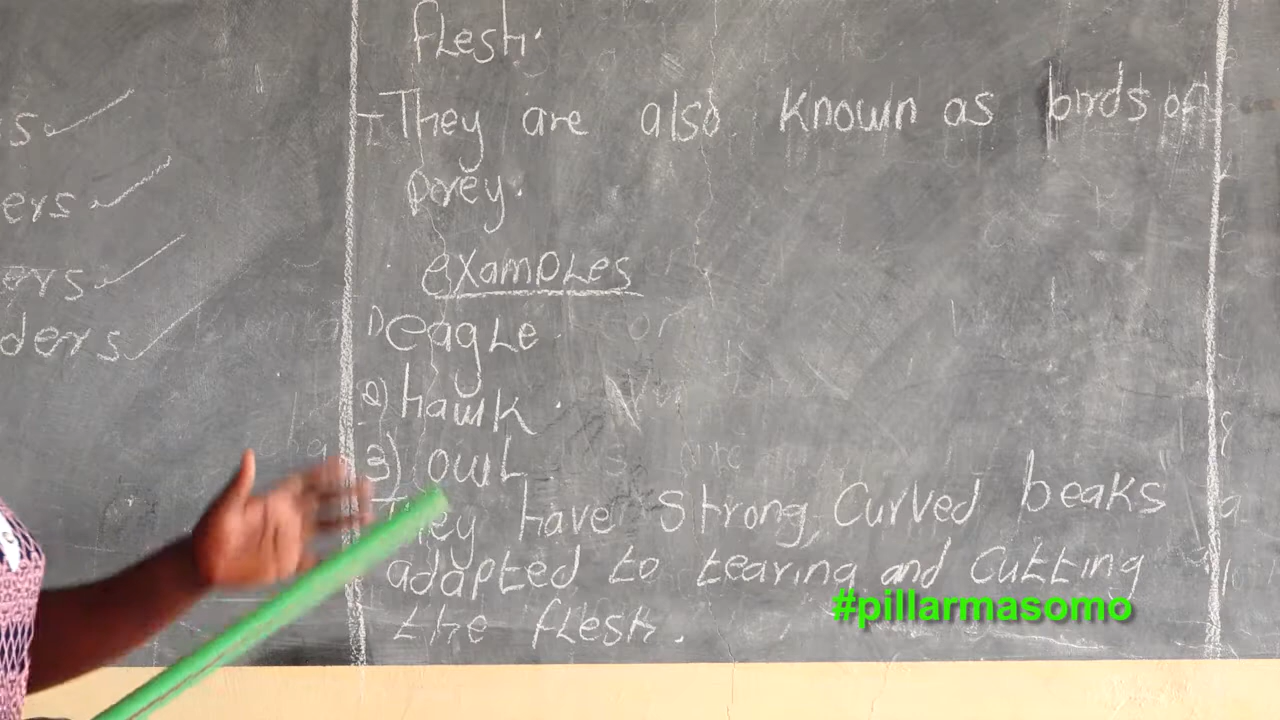 flesh.
- They are also known as birds of
prey.
examples
1) eagle.
2) hawk.
3) owl.
They have strong, curved beaks
adapted to tearing and cutting
the flesh.
#pillarmasomo